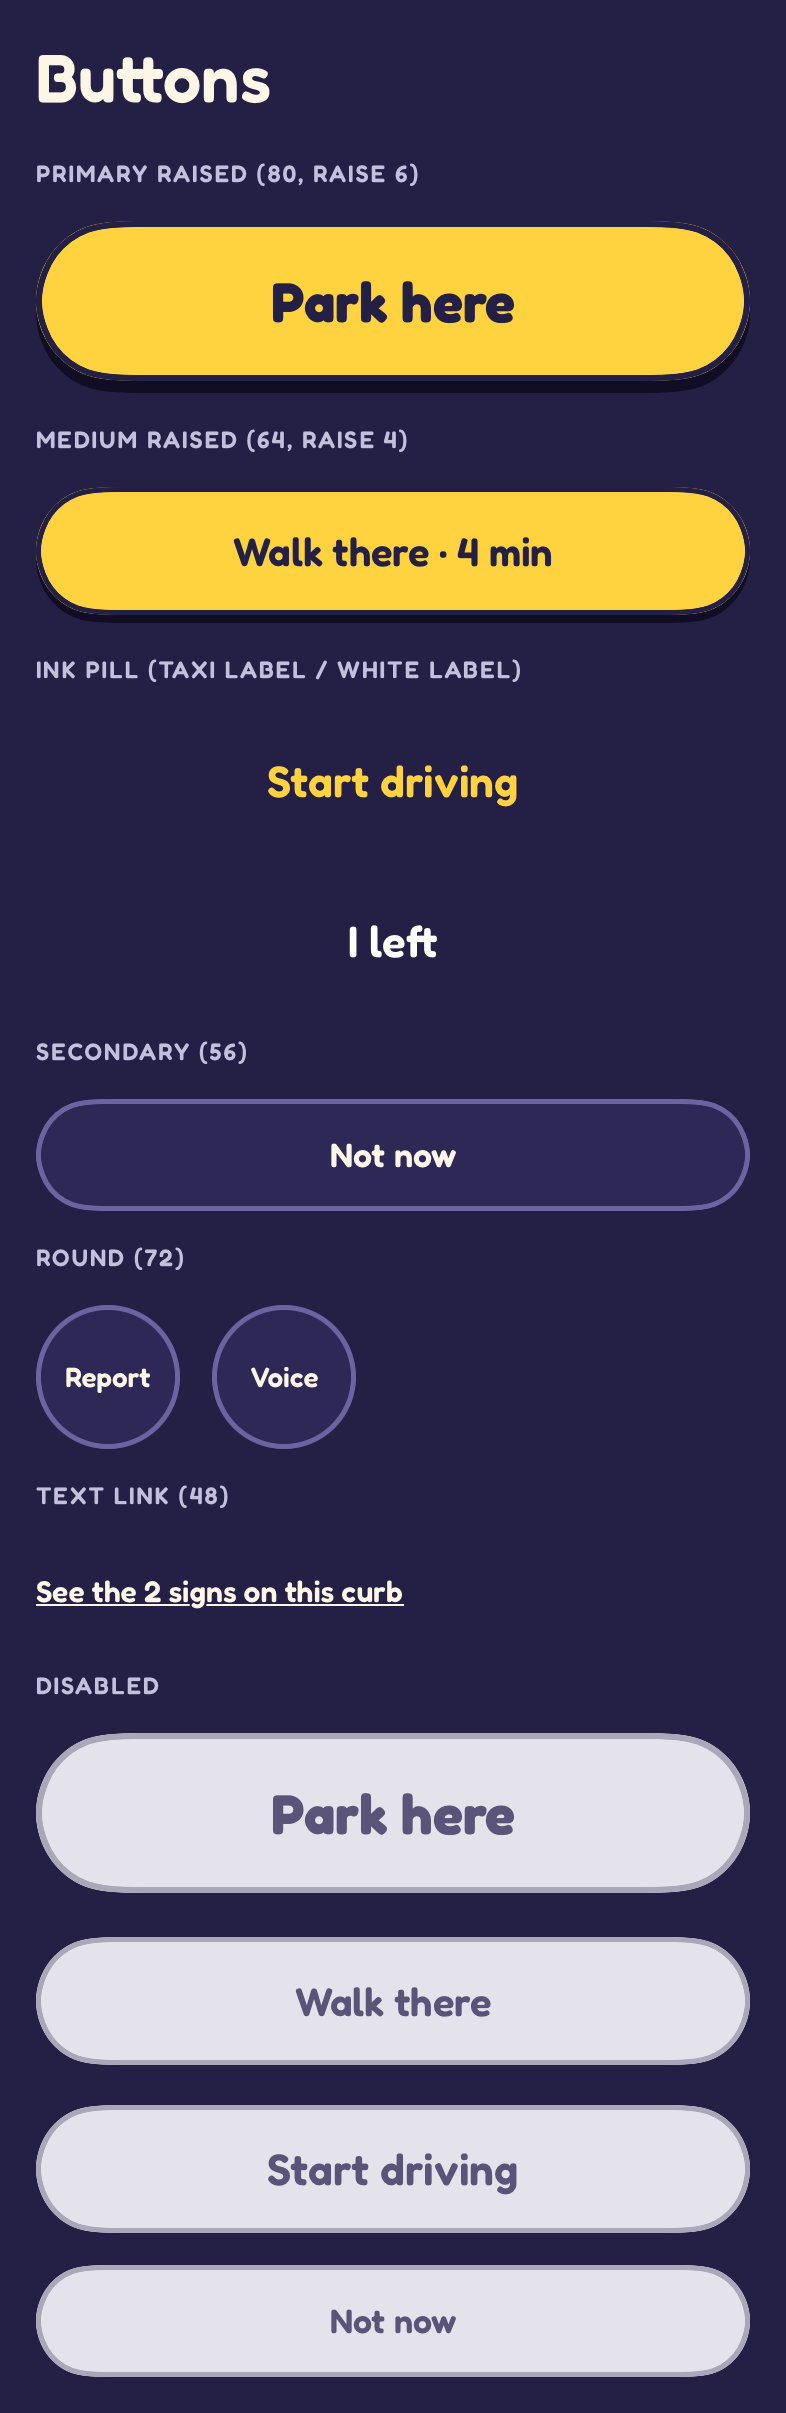 Buttons
PRIMARY RAISED (80, RAISE 6)
Park here
MEDIUM RAISED (64, RAISE 4)
Walk there · 4 min
INK PILL (TAXI LABEL / WHITE LABEL)
Start driving
I left
SECONDARY (56)
Not now
ROUND (72)
Report Voice
TEXT LINK (48)
See the 2 signs on this curb
DISABLED
Park here
Walk there
Start driving
Not now